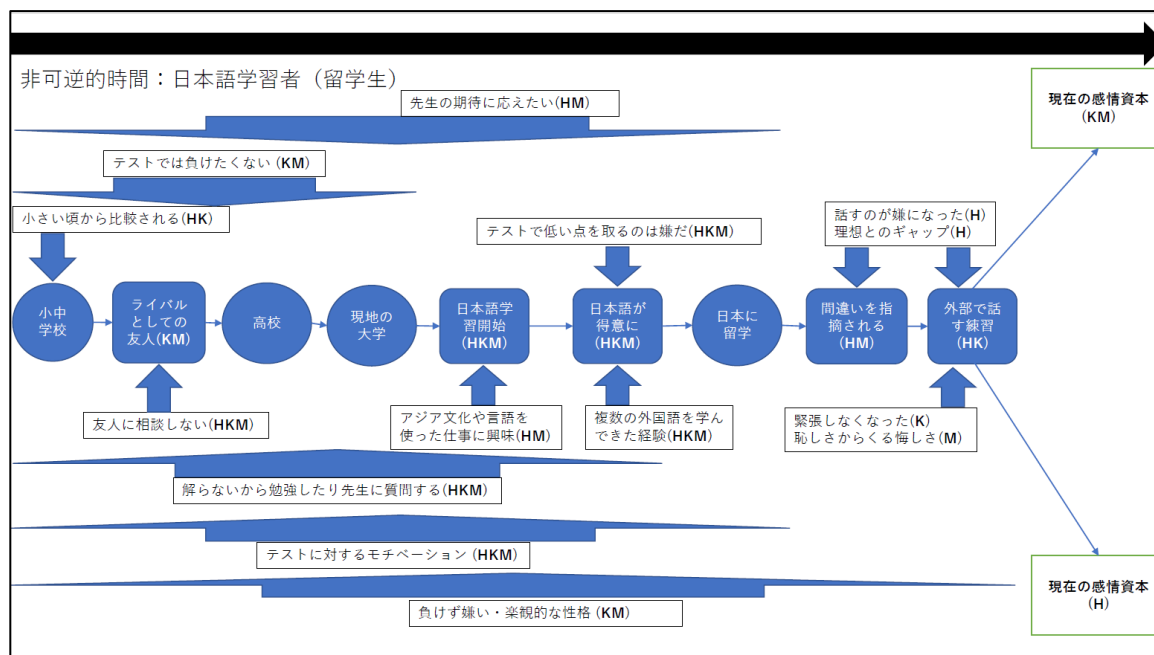 非可逆的時間：日本語学習者（留学生）
先生の期待に応えたい(HM)
現在の感情資本
(KM)
テストでは負けたくない (KM)
小さい頃から比較される(HK)
テストで低い点を取るのは嫌だ(HKM)
話すのが嫌になった(H)
理想とのギャップ(H)
小中
学校
ライバル
としての
友人(KM)
高校
現地の
大学
日本語学
習開始
(HKM)
日本語が
得意に
(HKM)
日本に
留学
間違いを指
摘される
(HM)
外部で話
す練習
(HK)
友人に相談しない(HKM)
アジア文化や言語を
使った仕事に興味(HM)
複数の外国語を学ん
できた経験(HKM)
緊張しなくなった(K)
恥しさからくる悔しさ(M)
解らないから勉強したり先生に質問する(HKM)
テストに対するモチベーション (HKM)
負けず嫌い・楽観的な性格 (KM)
現在の感情資本
(H)